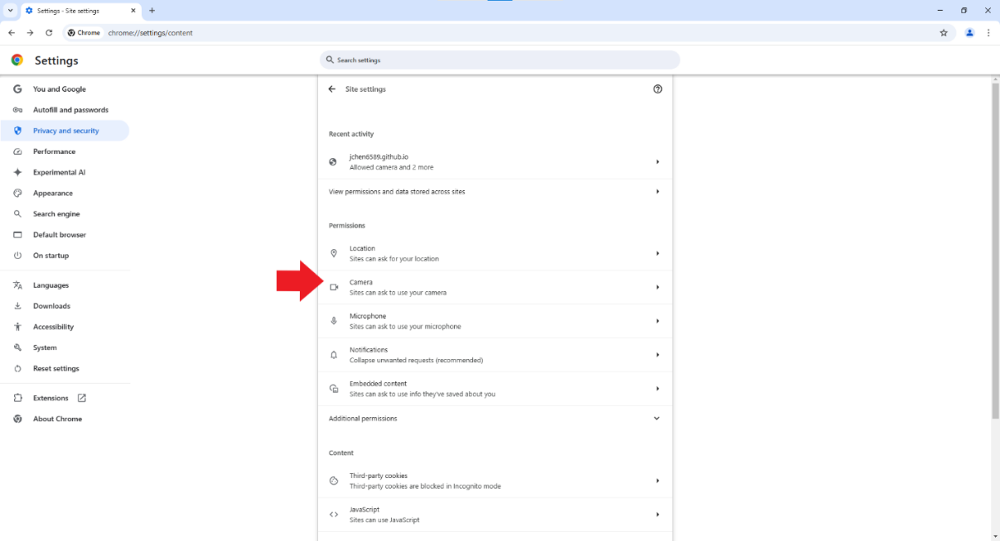 Settings - Site settings
Chrome
chrome://settings/content
Settings
Search settings
You and Google
Autofill and passwords
Privacy and security
Performance
Experimental AI
Appearance
Search engine
Default browser
On startup
Languages
Downloads
Accessibility
System
Reset settings
Extensions
About Chrome
Site settings
Recent activity
jchen6589.github.io
Allowed camera and 2 more
View permissions and data stored across sites
Permissions
Location
Sites can ask for your location
Camera
Sites can ask to use your camera
Microphone
Sites can ask to use your microphone
Notifications
Collapse unwanted requests (recommended)
Embedded content
Sites can ask to use info they've saved about you
Additional permissions
Content
Third-party cookies
Third-party cookies are blocked in Incognito mode
JavaScript
Sites can use JavaScript